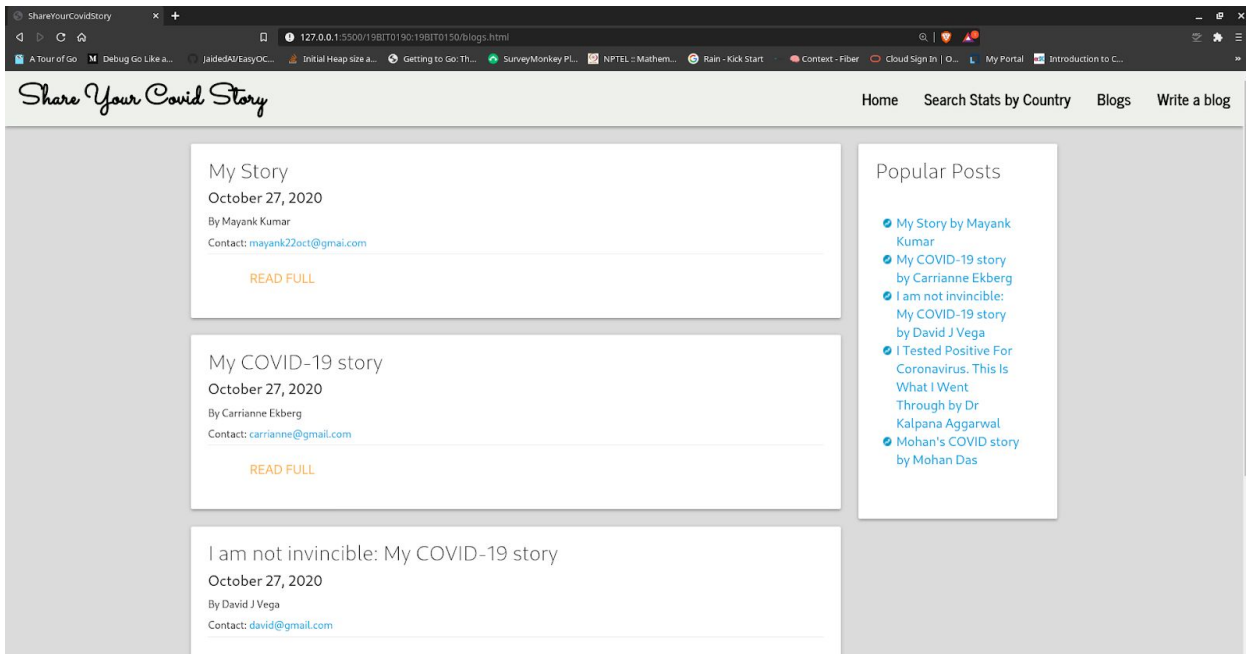 ShareYourCovidStory
127.0.0.1:5500/19BIT0190:19BIT0150/blogs.html
A Tour of Go
Debug Go Like a...
JaidedAI/EasyOC...
Initial Heap size a...
Getting to Go: Th...
SurveyMonkey Pl...
NPTEL :: Mathem...
Rain - Kick Start
Context - Fiber
Cloud Sign In | O...
My Portal
Introduction to C...
Share Your Covid Story
Home
Search Stats by Country
Blogs
Write a blog
My Story
October 27, 2020
By Mayank Kumar
Contact: mayank22oct@gmai.com
READ FULL
My COVID-19 story
October 27, 2020
By Carrianne Ekberg
Contact: carrianne@gmail.com
READ FULL
I am not invincible: My COVID-19 story
October 27, 2020
By David J Vega
Contact: david@gmail.com
Popular Posts
My Story by Mayank
Kumar
My COVID-19 story
by Carrianne Ekberg
I am not invincible:
My COVID-19 story
by David J Vega
I Tested Positive For
Coronavirus. This Is
What I Went
Through by Dr
Kalpana Aggarwal
Mohan's COVID story
by Mohan Das